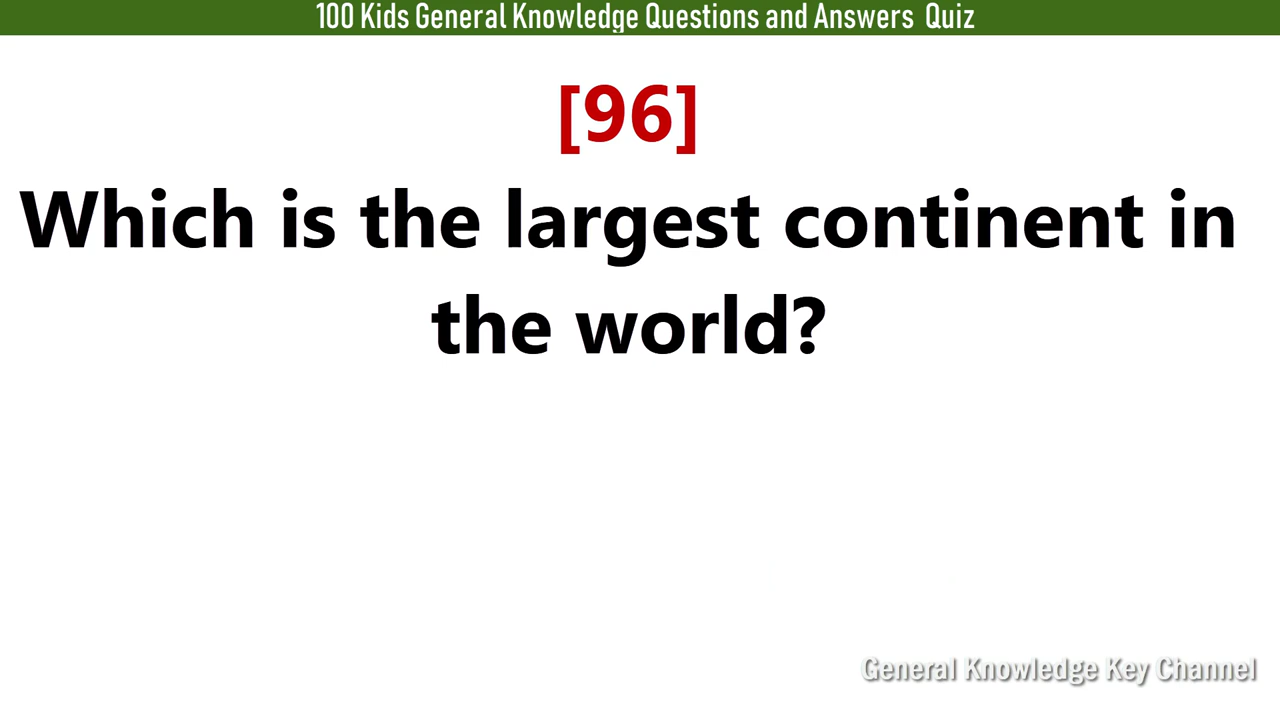 100 Kids General Knowledge Questions and Answers Quiz
[96]
Which is the largest continent in
the world?
General Knowledge Key Channel